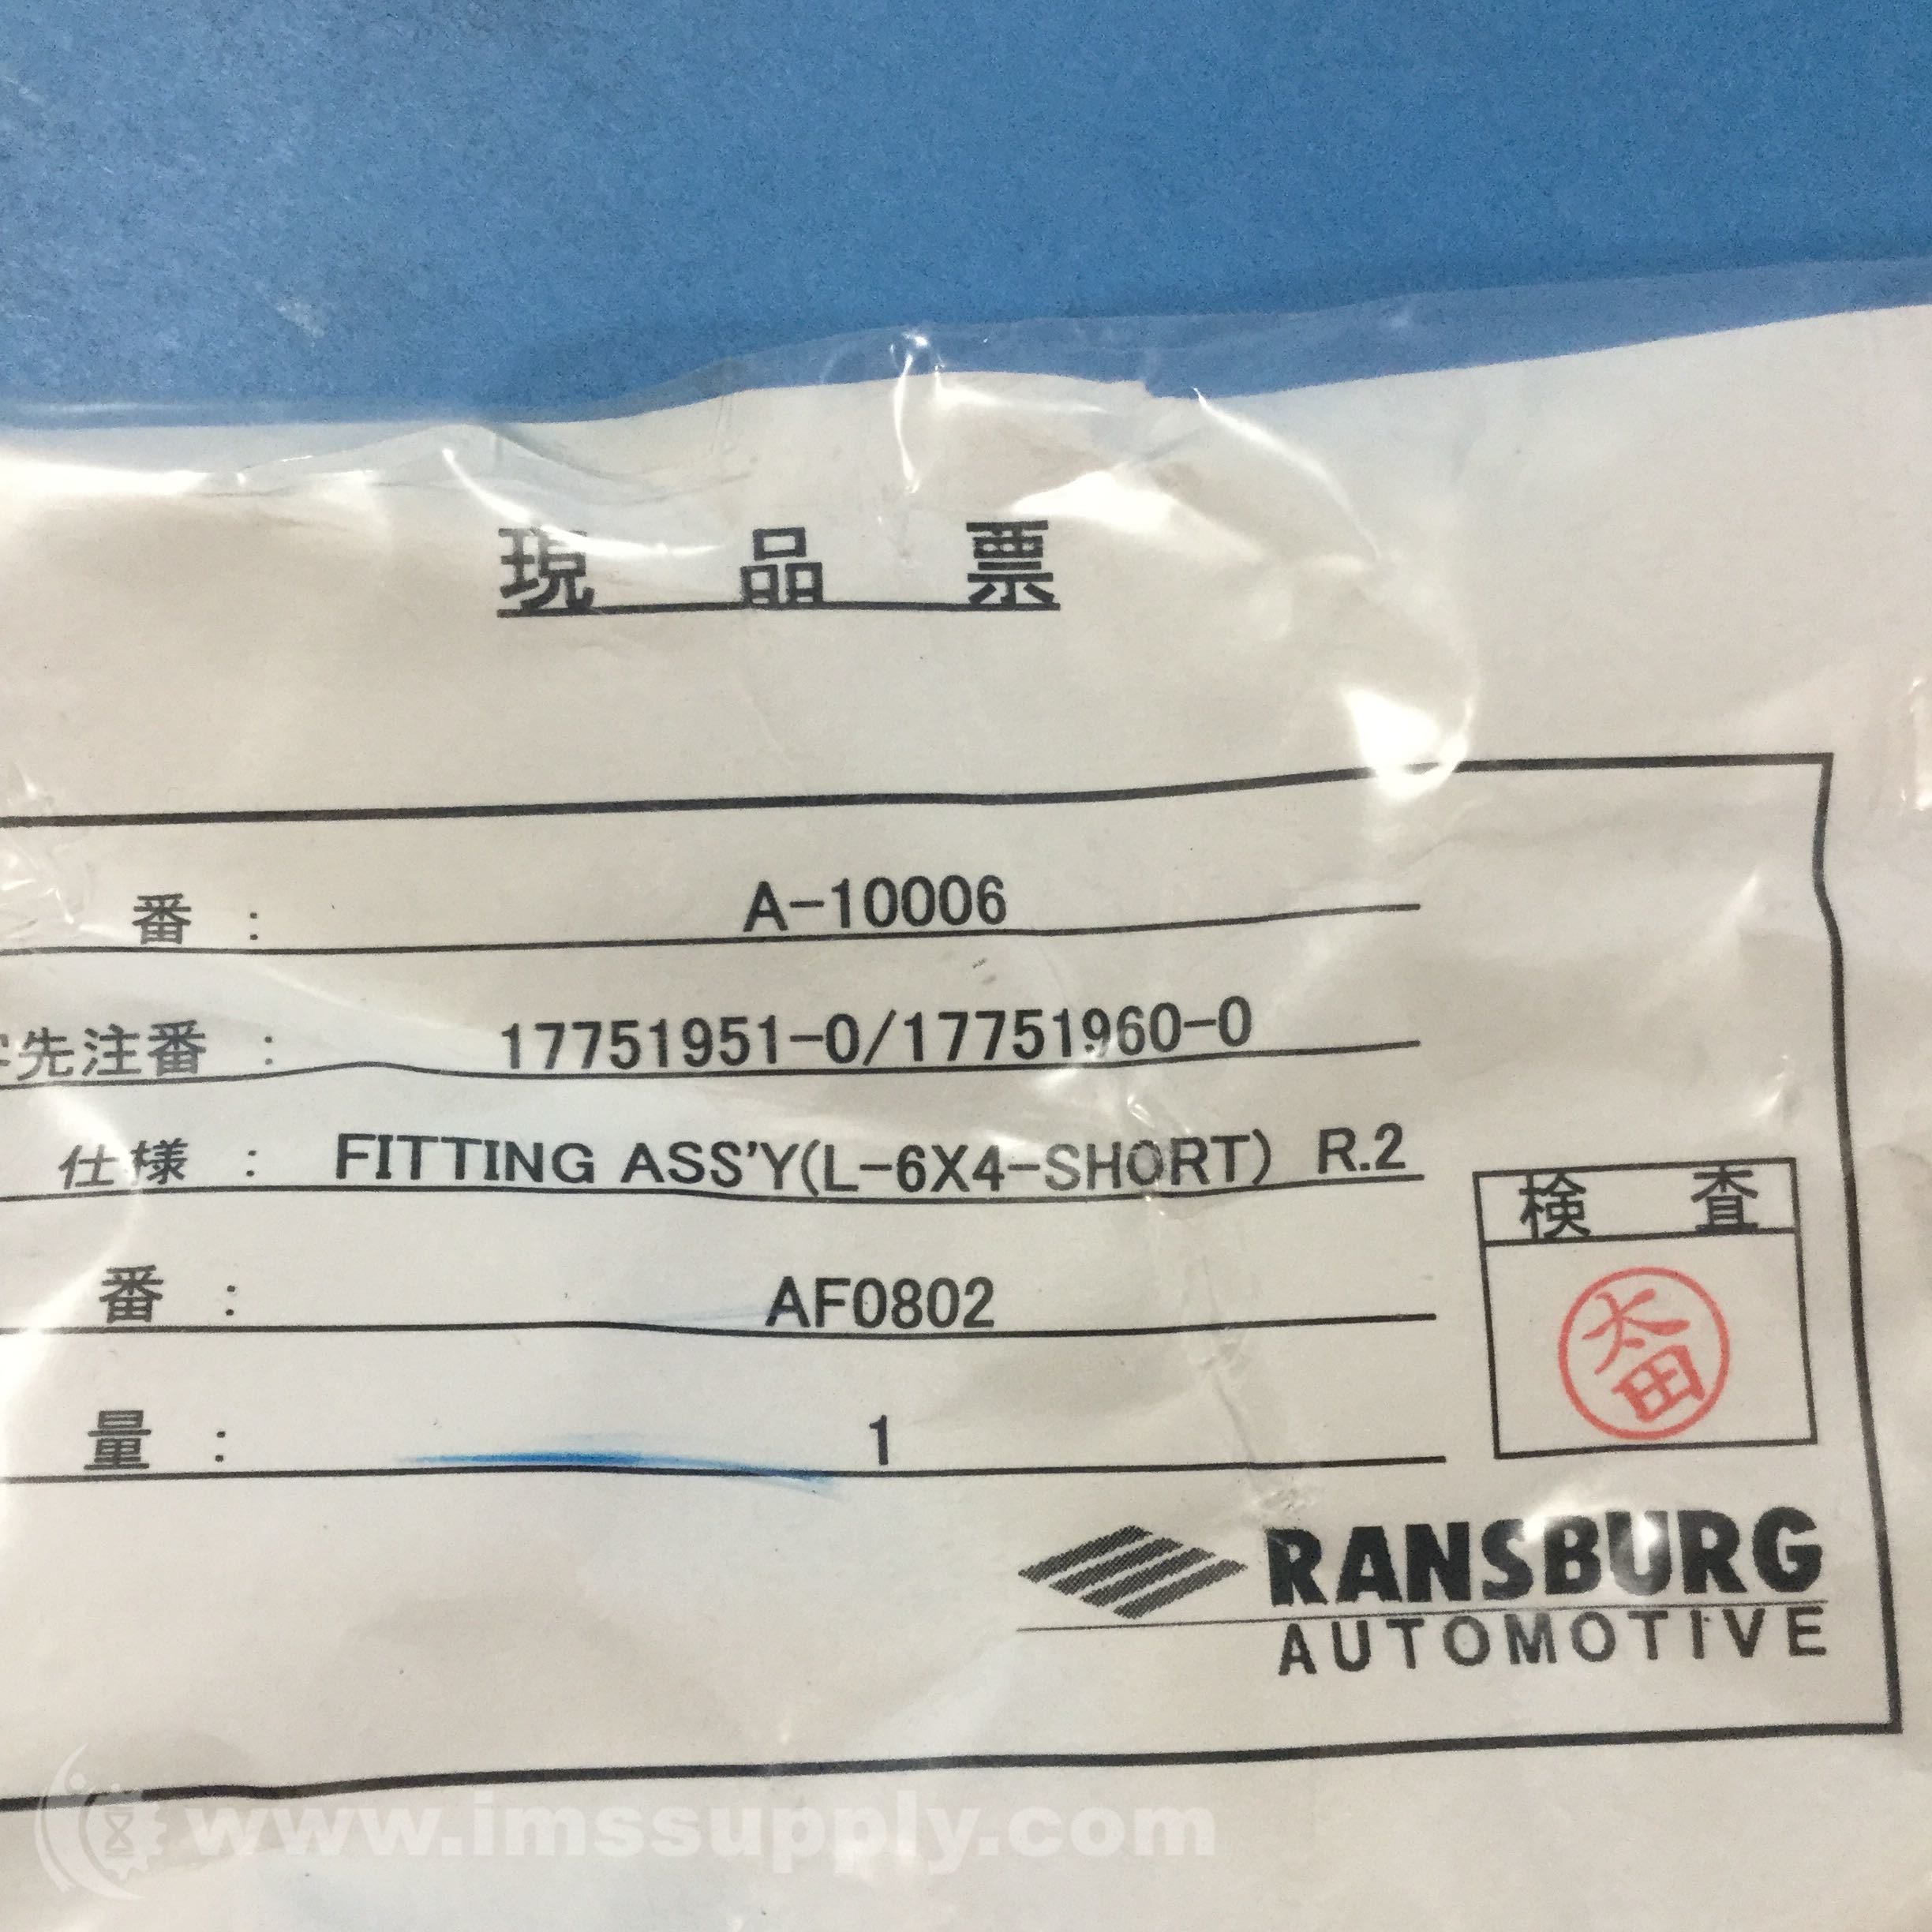 現 品 票
番 : A-10006
先注番 : 17751951-0/17751960-0
仕様 : FITTING ASS'Y(L-6X4-SHORT) R.2
検 査
番 : AF0802
太田
量 : 1
RANSBURG
AUTOMOTIVE
www.imssupply.com